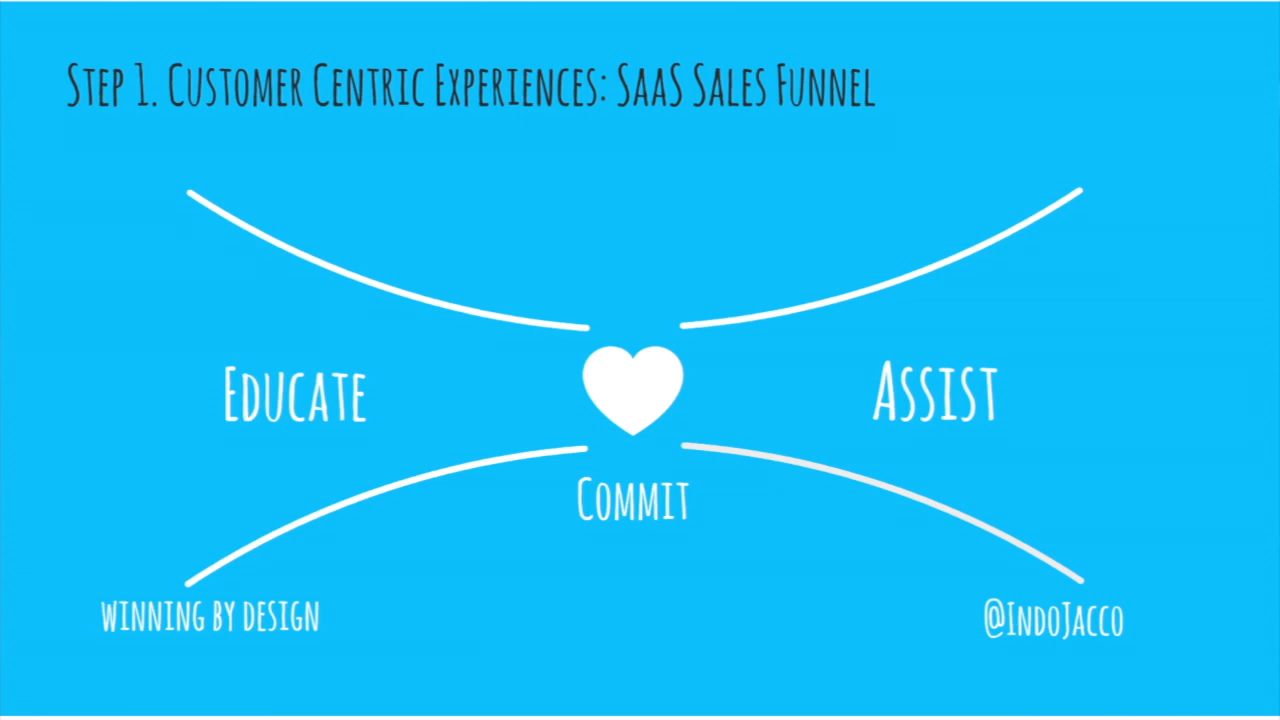 Step 1. Customer Centric Experiences: SaaS Sales Funnel
Educate
Assist
Commit
winning by design
@IndoJacco